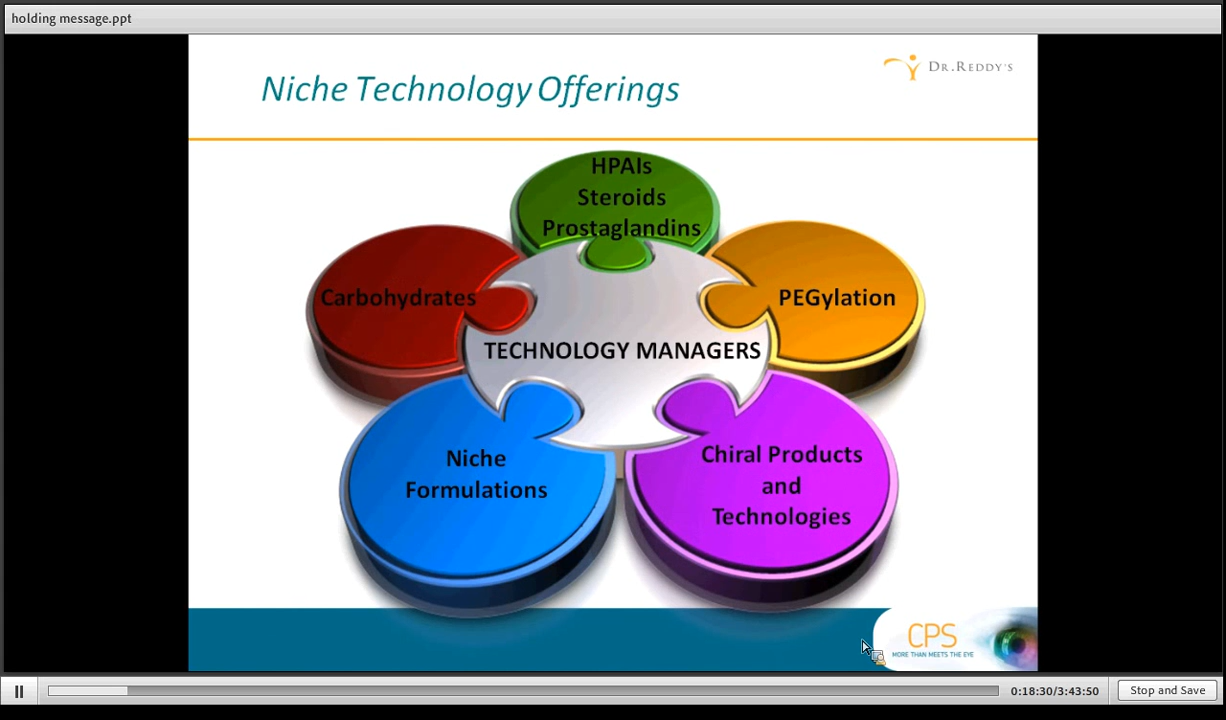 holding message.ppt
Niche Technology Offerings
DR.REDDY'S
HPAIs
Steroids
Prostaglandins
Carbohydrates
PEGylation
TECHNOLOGY MANAGERS
Niche
Formulations
Chiral Products
and
Technologies
CPS
MORE THAN MEETS THE EYE
0:18:30/3:43:50
Stop and Save